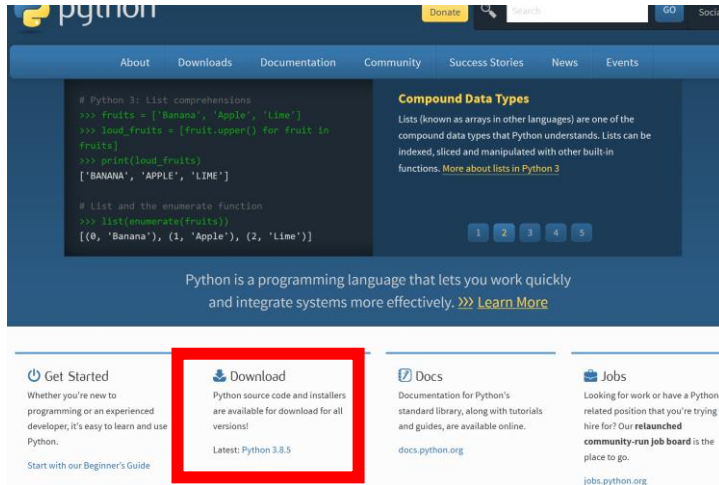 python
Donate
Search
GO
Socia
About Downloads Documentation Community Success Stories News Events
# Python 3: List comprehensions
>>> fruits = ['Banana', 'Apple', 'Lime']
>>> loud_fruits = [fruit.upper() for fruit in
fruits]
>>> print(loud_fruits)
['BANANA', 'APPLE', 'LIME']
# List and the enumerate function
>>> list(enumerate(fruits))
[(0, 'Banana'), (1, 'Apple'), (2, 'Lime')]
Compound Data Types
Lists (known as arrays in other languages) are one of the
compound data types that Python understands. Lists can be
indexed, sliced and manipulated with other built-in
functions. More about lists in Python 3
1 2 3 4 5
Python is a programming language that lets you work quickly
and integrate systems more effectively. >>> Learn More
Get Started
Whether you're new to
programming or an experienced
developer, it's easy to learn and use
Python.
Start with our Beginner's Guide
Download
Python source code and installers
are available for download for all
versions!
Latest: Python 3.8.5
Docs
Documentation for Python's
standard library, along with tutorials
and guides, are available online.
docs.python.org
Jobs
Looking for work or have a Python
related position that you're trying
hire for? Our relaunched
community-run job board is the
place to go.
jobs.python.org